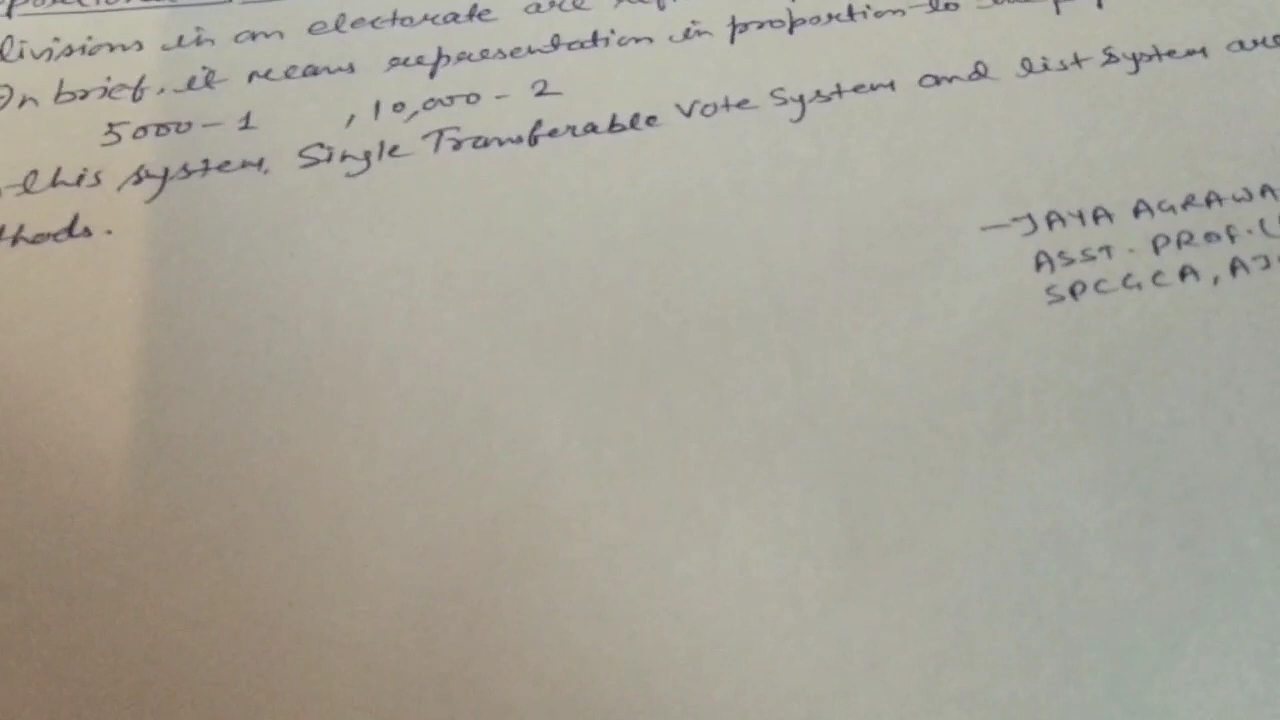 divisions in an electorate are
In brief, it means representation in proportion to
5000-1 , 10,000-2
this system. Single Transferable Vote System and list System are
thods.
- JAYA AGRAWA
ASST. PROF. (
SPCGCA, AJ